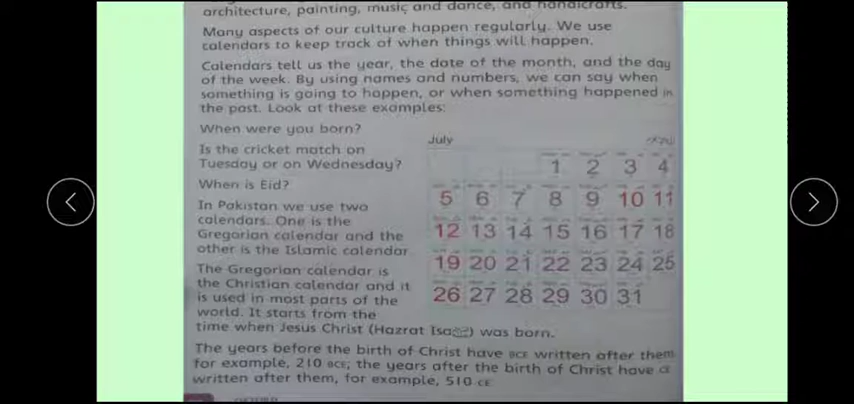 architecture, painting, music and dance, and handicrafts.
Many aspects of our culture happen regularly. We use
calendars to keep track of when things will happen.
Calendars tell us the year, the date of the month, and the day
of the week. By using names and numbers, we can say when
something is going to happen, or when something happened in
the past. Look at these examples:
When were you born?
Is the cricket match on
Tuesday or on Wednesday?
When is Eid?
In Pakistan we use two
calendars. One is the
Gregorian calendar and the
other is the Islamic calendar
The Gregorian calendar is
the Christian calendar and it
is used in most parts of the
world. It starts from the
time when Jesus Christ (Hazrat Isa) was born.
July
1 2 3 4
5 6 7 8 9 10 11
12 13 14 15 16 17 18
19 20 21 22 23 24 25
26 27 28 29 30 31
The years before the birth of Christ have BCE written after them
for example, 210 BCE; the years after the birth of Christ have CE
written after them, for example, 510 CE